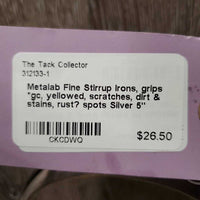 The Tack Collector
312133-1
Metalab Fine Stirrup Irons, grips
*gc, yellowed, scratches, dirt &
stains, rust? spots Silver 5"
CKCDWQ
$26.50